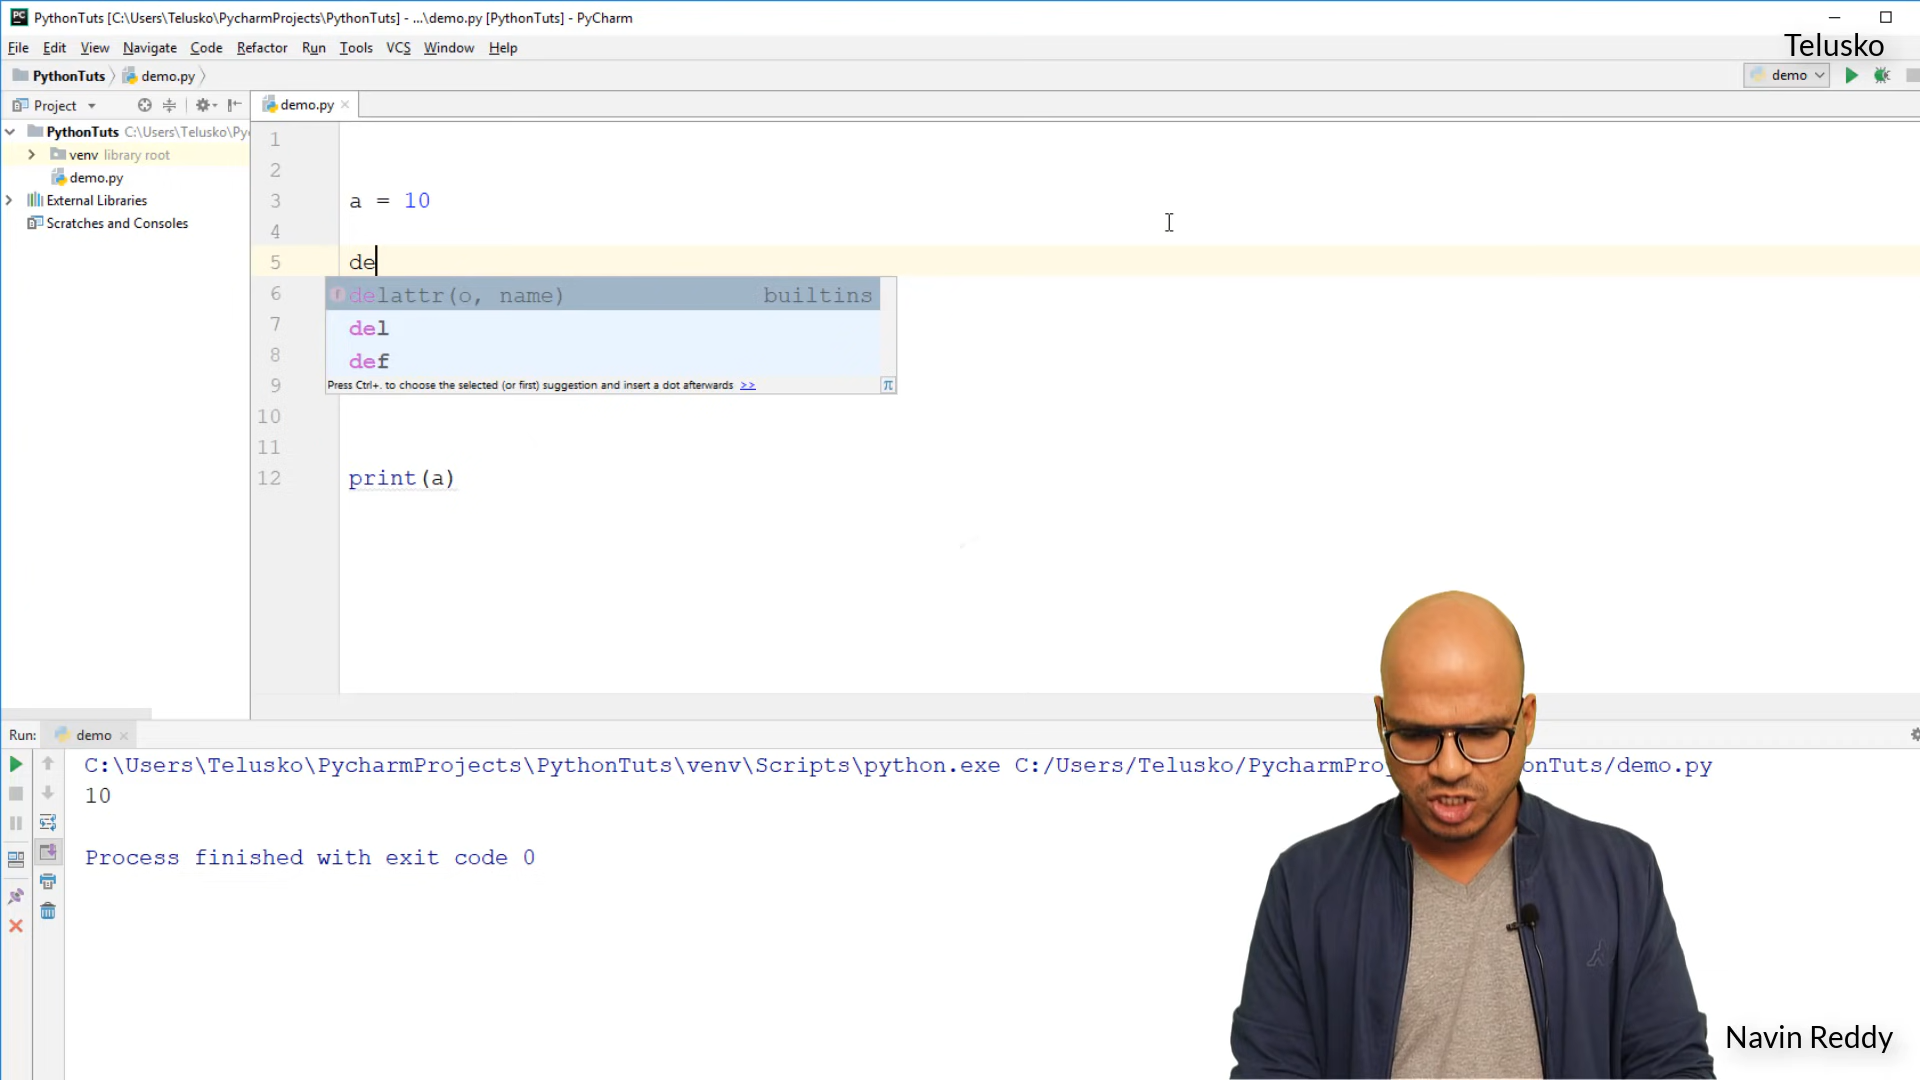 PythonTuts [C:\Users\Telusko\PycharmProjects\PythonTuts] - ...\demo.py [PythonTuts] - PyCharm
File Edit View Navigate Code Refactor Run Tools VCS Window Help
Telusko
PythonTuts demo.py
demo
Project
demo.py
PythonTuts C:\Users\Telusko\Py
venv library root
demo.py
External Libraries
Scratches and Consoles
1
2
3 a = 10
4
5 de
6 delattr(o, name) builtins
7 del
8 def
9 Press Ctrl+. to choose the selected (or first) suggestion and insert a dot afterwards >> π
10
11
12 print(a)
Run: demo
C:\Users\Telusko\PycharmProjects\PythonTuts\venv\Scripts\python.exe C:/Users/Telusko/PycharmPro onTuts/demo.py
10
Process finished with exit code 0
Navin Reddy